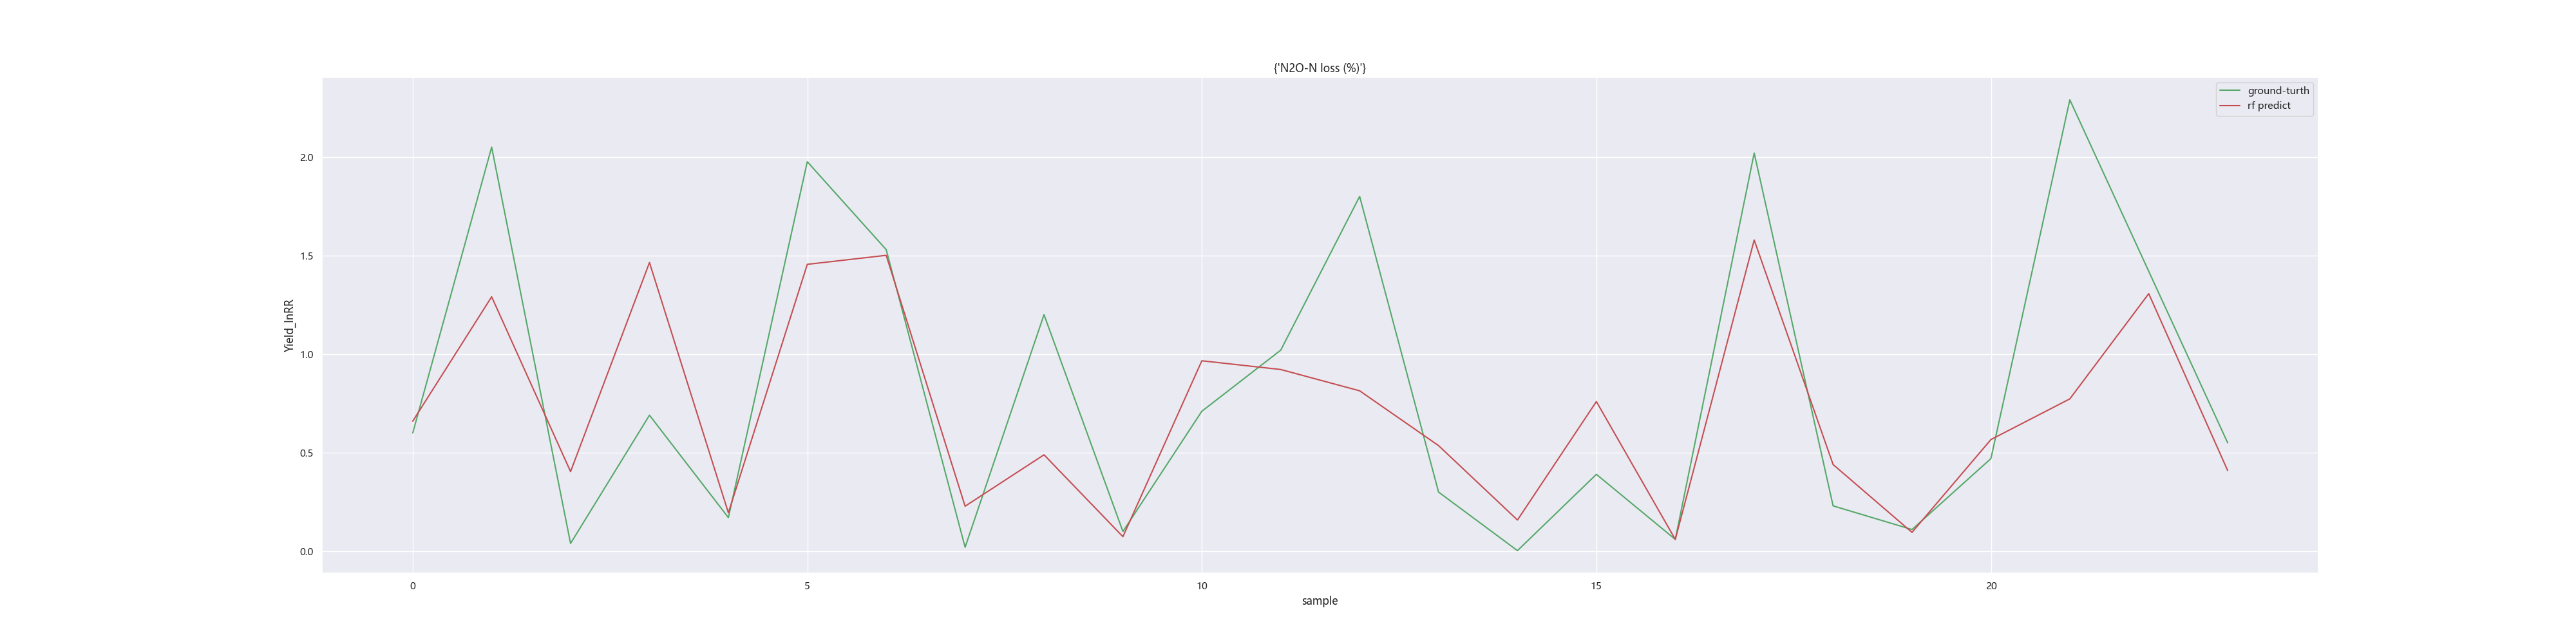 {'N2O-N loss (%)'}
ground-turth
rf predict
Yield_lnRR
2.0
1.5
1.0
0.5
0.0
0 5 10 15 20
sample